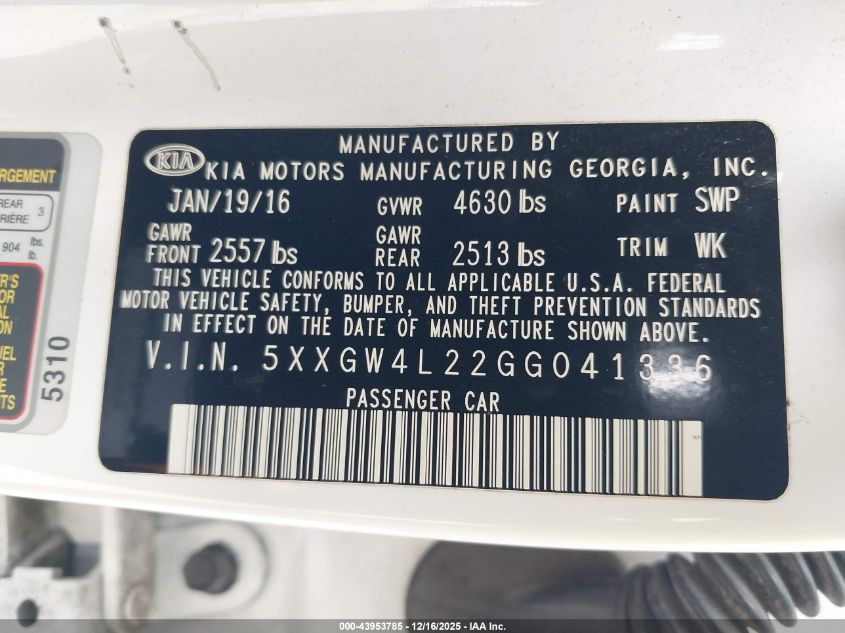 RGEMENT
REAR
3
904 lbs.
lb.
5310
MANUFACTURED BY
KIA KIA MOTORS MANUFACTURING GEORGIA, INC.
JAN/19/16 GVWR 4630 lbs PAINT SWP
GAWR FRONT 2557 lbs GAWR REAR 2513 lbs TRIM WK
THIS VEHICLE CONFORMS TO ALL APPLICABLE U.S.A. FEDERAL
MOTOR VEHICLE SAFETY, BUMPER, AND THEFT PREVENTION STANDARDS
IN EFFECT ON THE DATE OF MANUFACTURE SHOWN ABOVE.
V.I.N. 5XXGW4L22GG041336
PASSENGER CAR
000-43953785 - 12/16/2025 - IAA Inc.